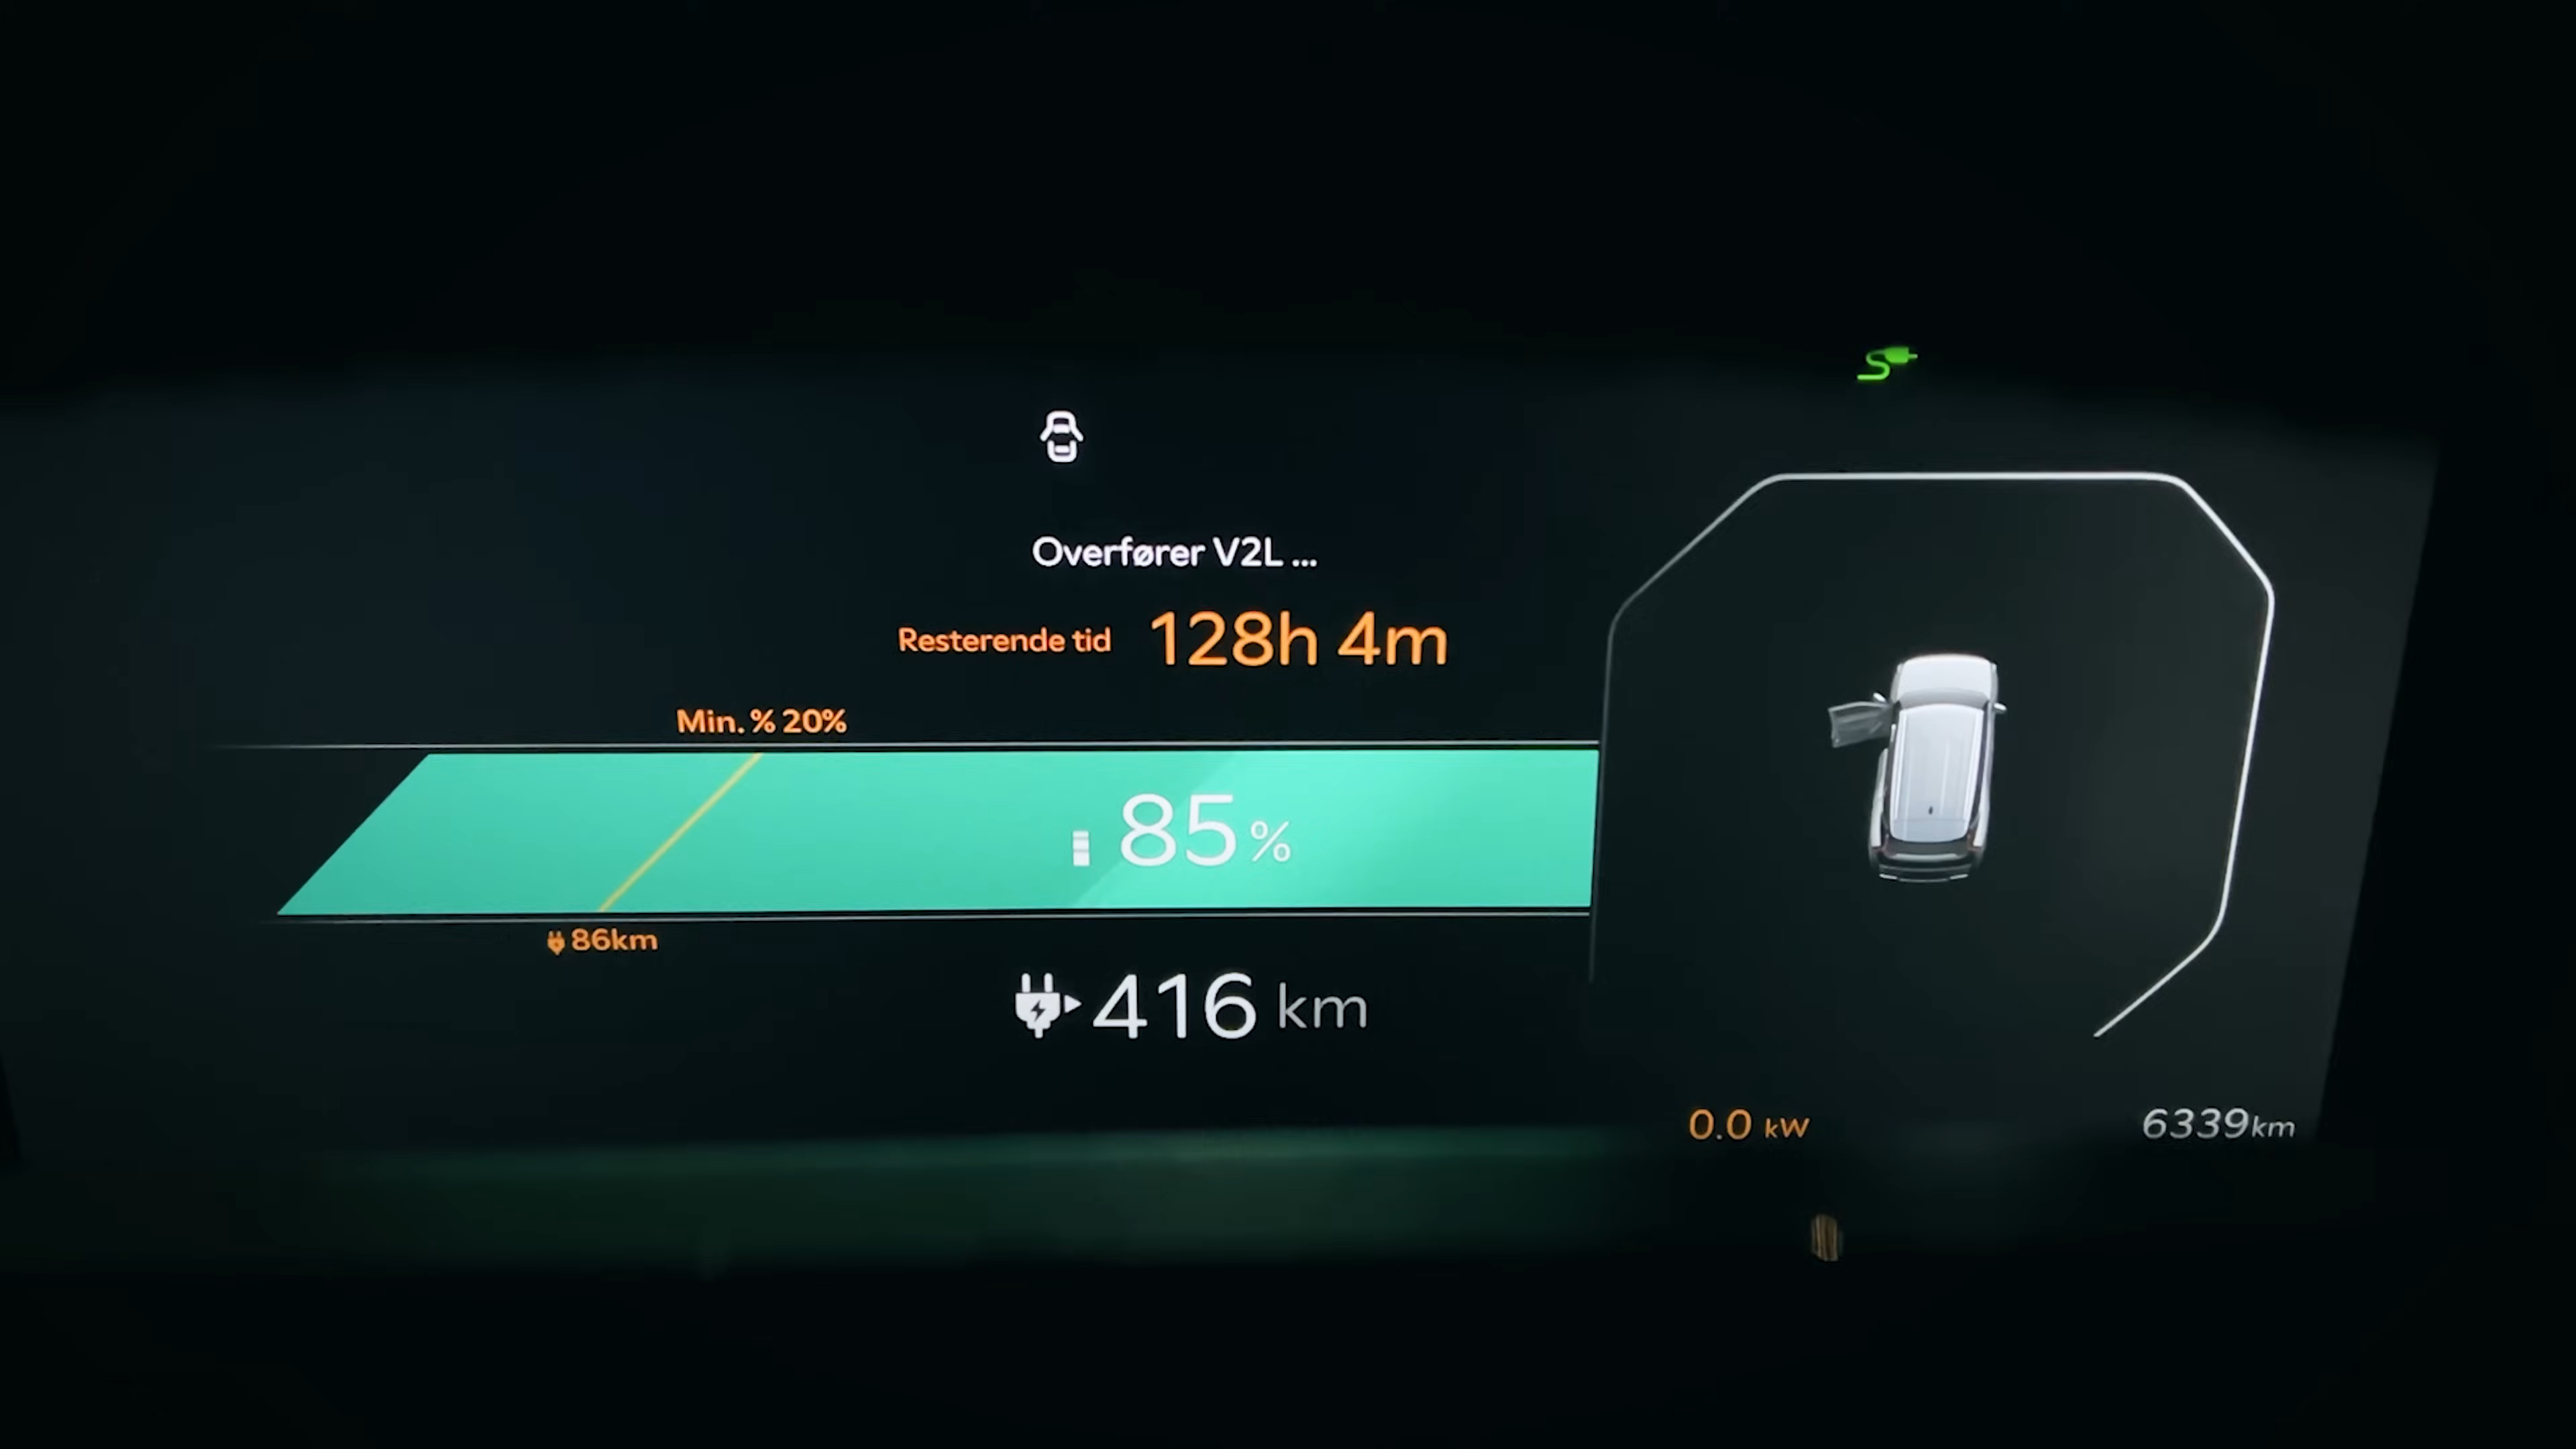 Overfører V2L ...
Resterende tid 128h 4m
Min. % 20%
85%
86km
416 km
0.0 kW
6339km